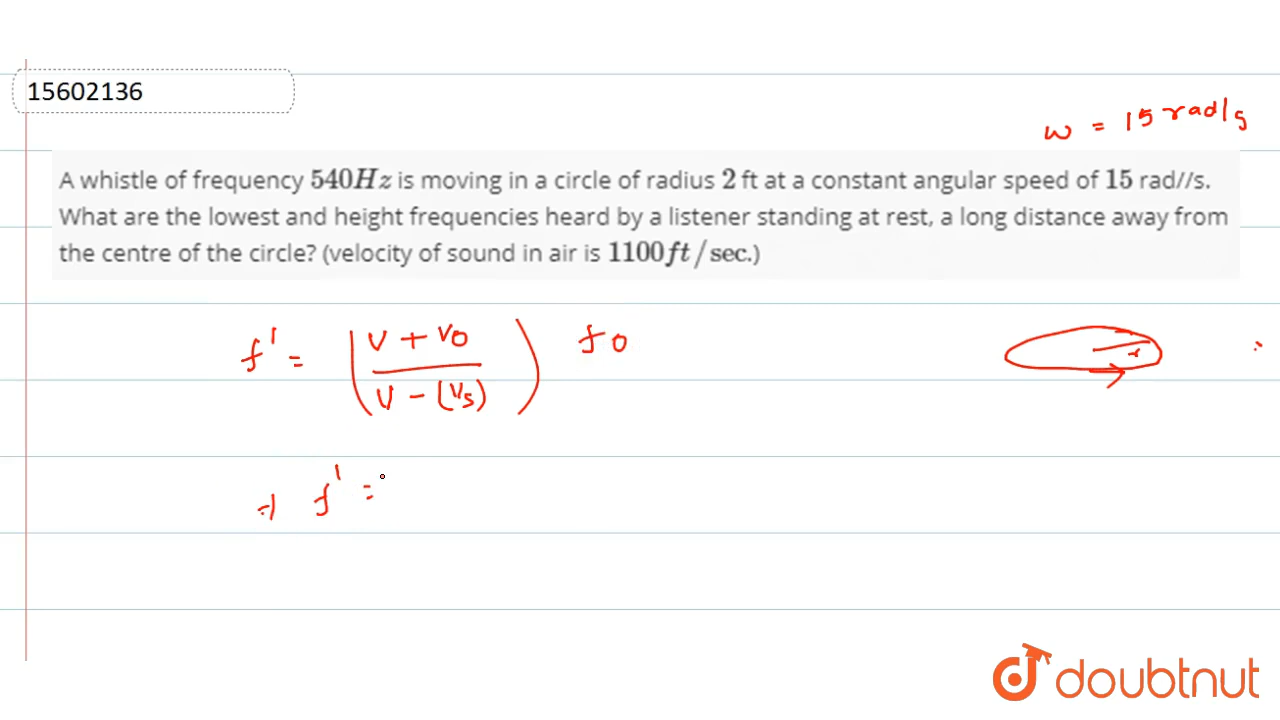 15602136
w = 15 rad/s
A whistle of frequency 540Hz is moving in a circle of radius 2 ft at a constant angular speed of 15 rad//s.
What are the lowest and height frequencies heard by a listener standing at rest, a long distance away from
the centre of the circle? (velocity of sound in air is 1100ft/sec.)
f' = (V + V0 / V - (Vs)) f0
r
⇒ f' =
doubtnut